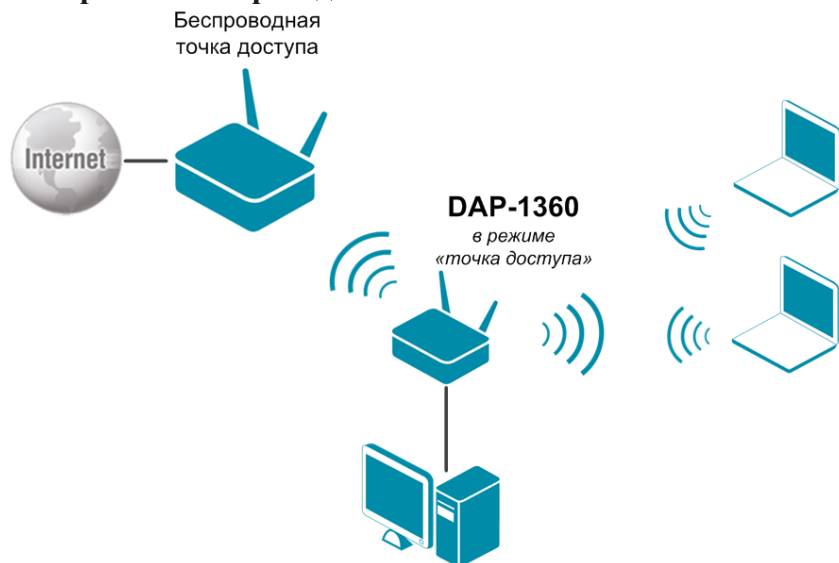 Беспроводная
точка доступа
Internet
DAP-1360
в режиме
«точка доступа»